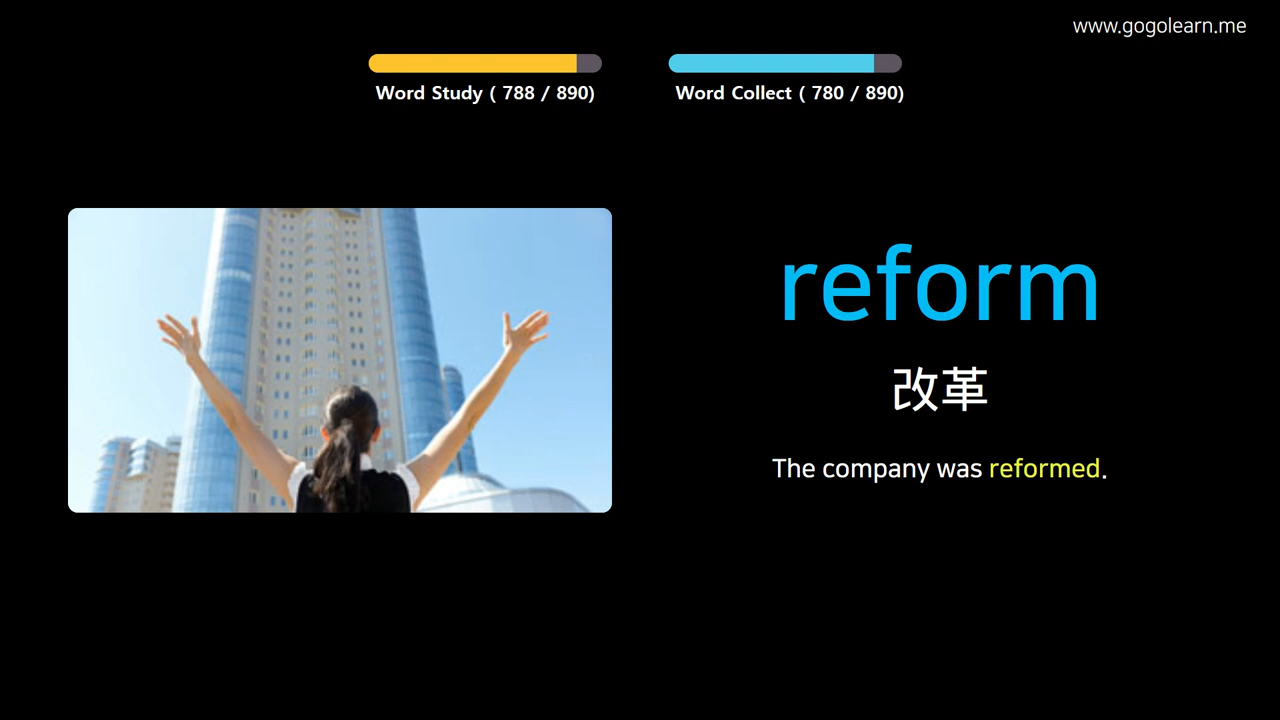 www.gogolearn.me
Word Study ( 788 / 890)
Word Collect ( 780 / 890)
reform
改革
The company was reformed.